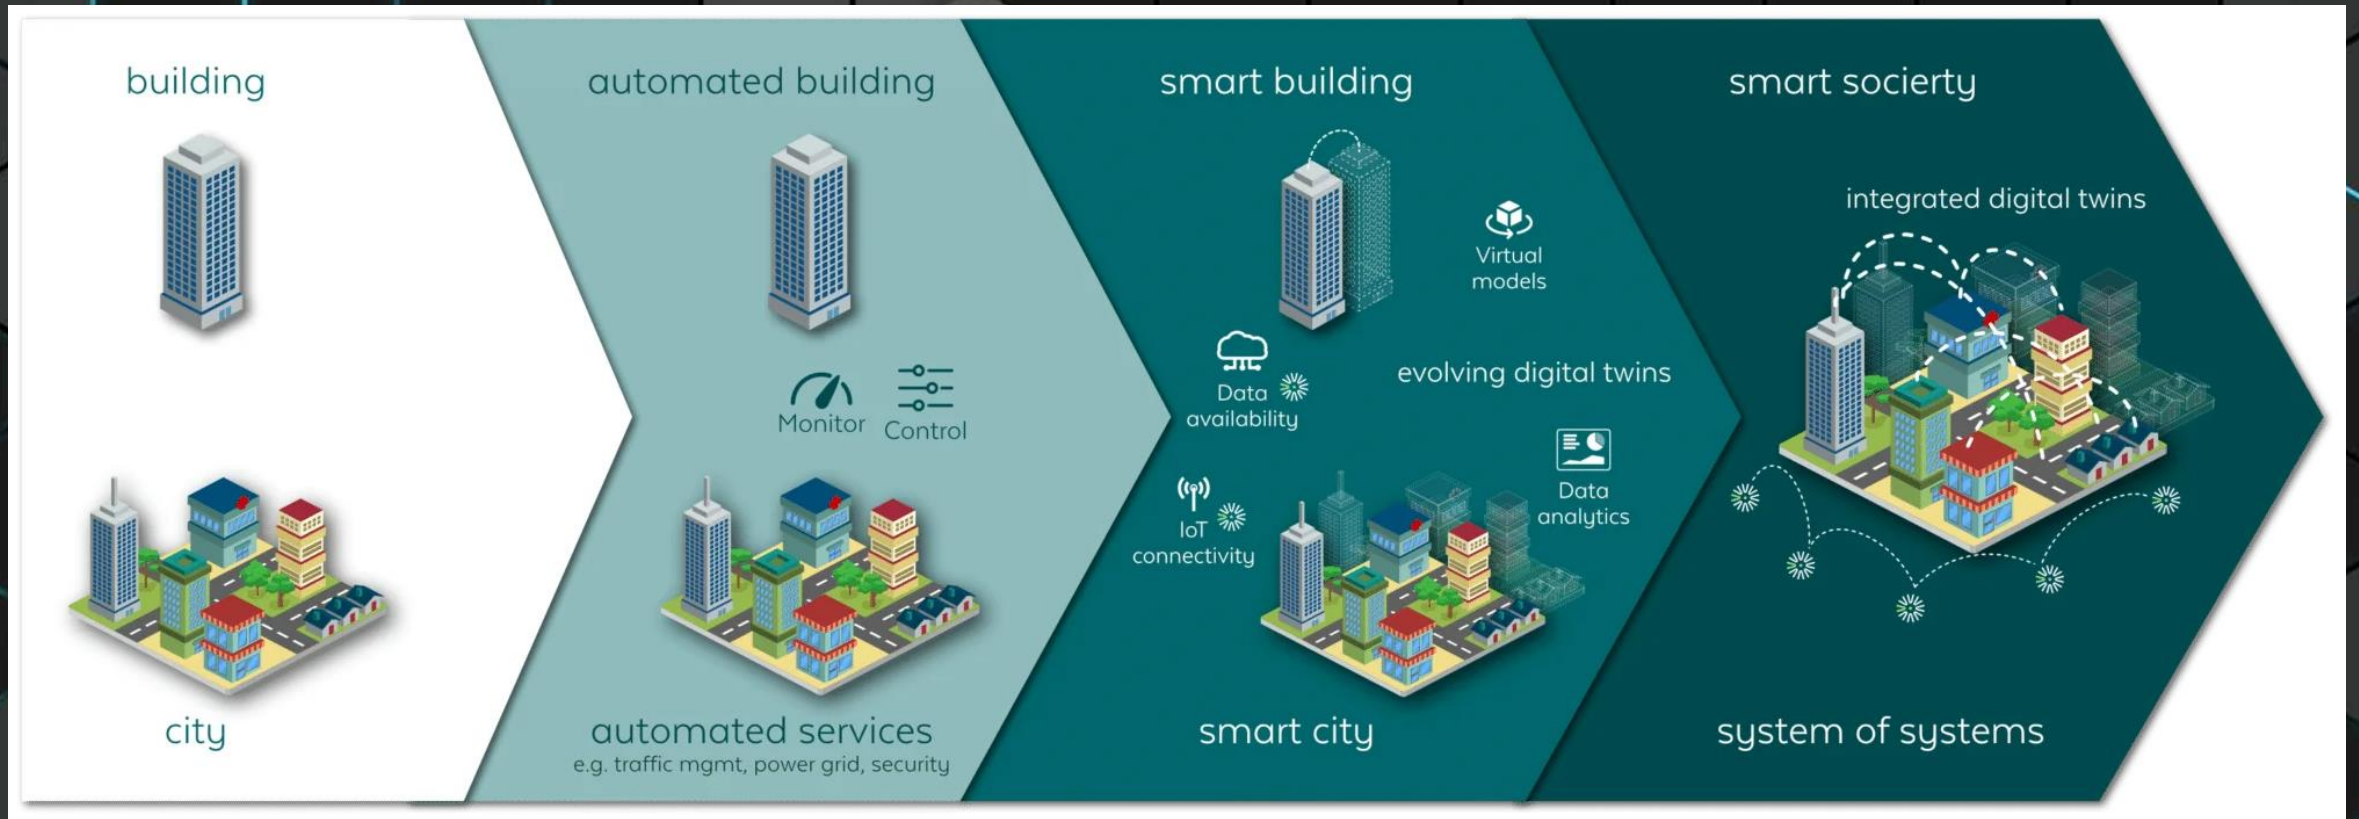 building
city
automated building
Monitor
Control
automated services
e.g. traffic mgmt, power grid, security
smart building
Virtual
models
Data
availability
evolving digital twins
IoT
connectivity
Data
analytics
smart city
smart socierty
integrated digital twins
system of systems